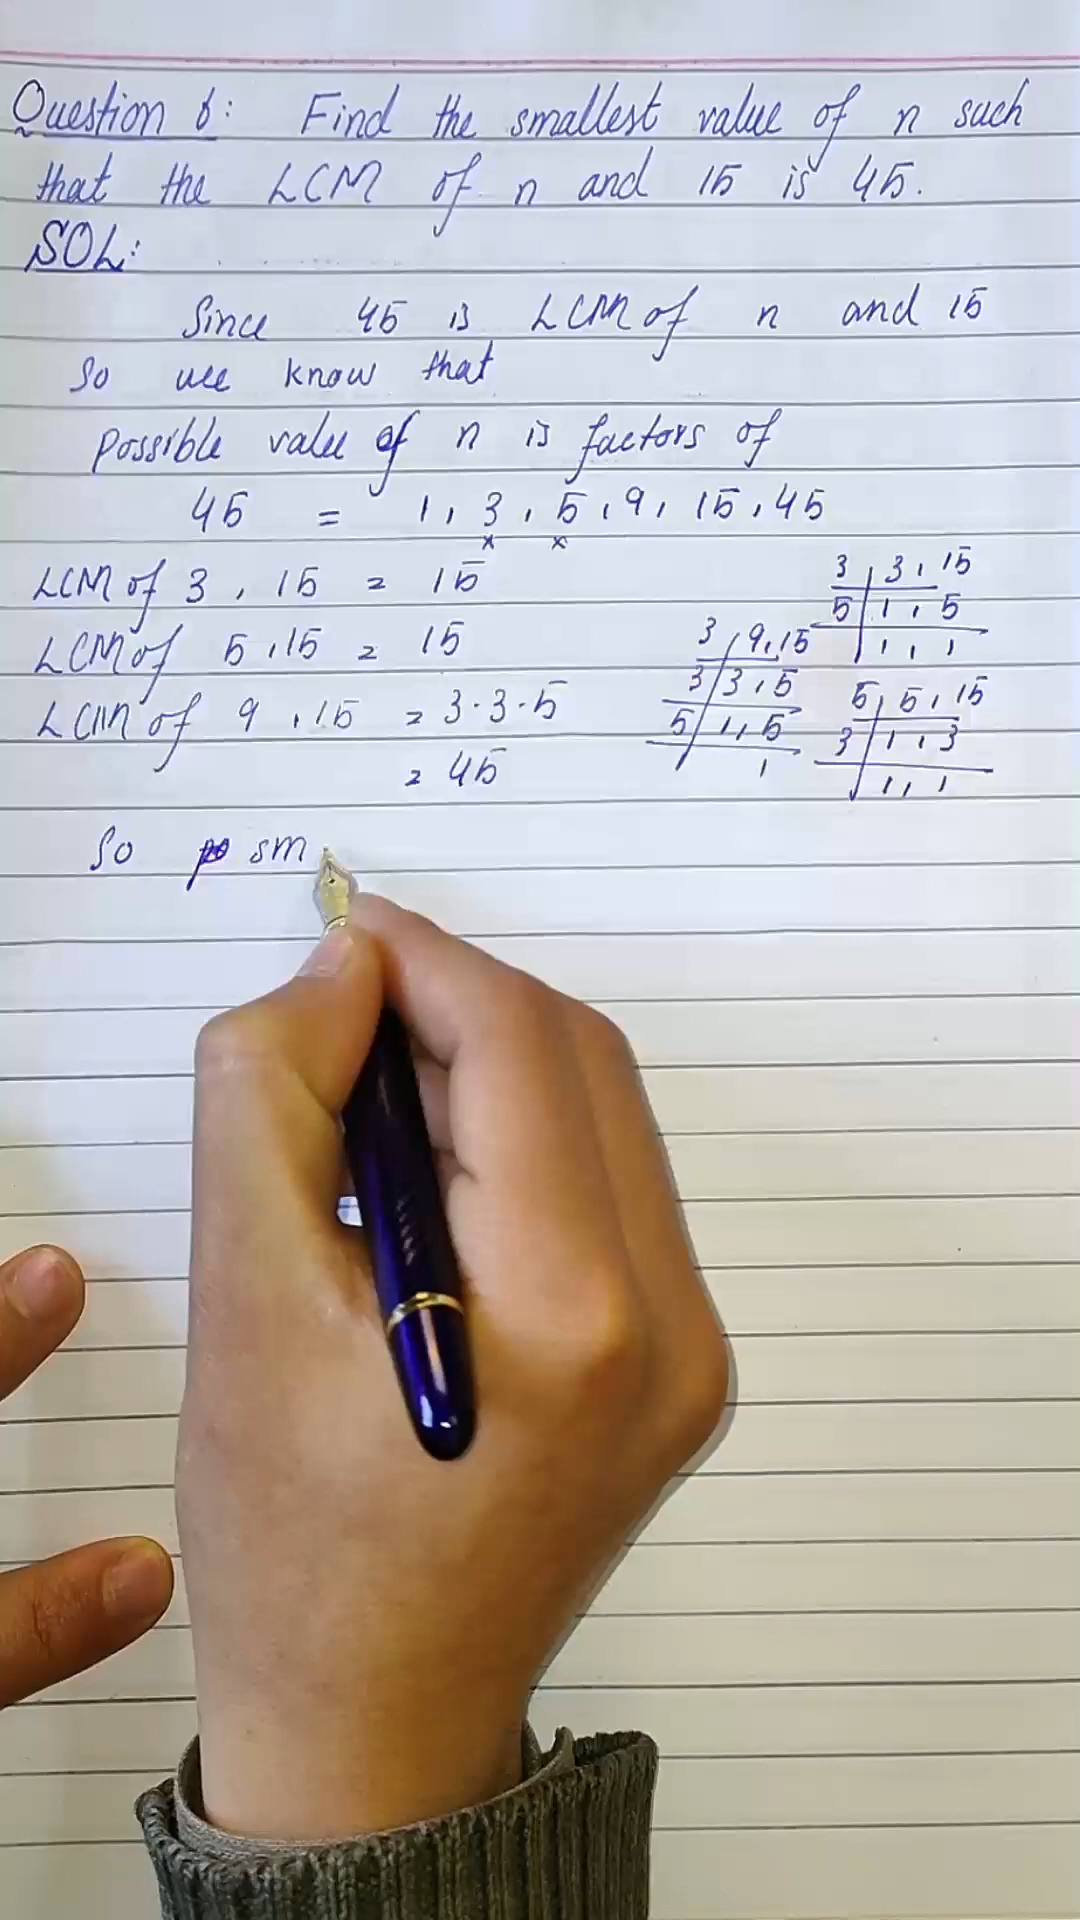 Question 6: Find the smallest value of n such
that the LCM of n and 15 is 45.
SOL:
Since 45 is LCM of n and 15
So we know that
possible value of n is factors of
45 = 1, 3, 5, 9, 15, 45
x x
LCM of 3, 15 = 15
LCM of 5, 15 = 15
LCM of 9, 15 = 3·3·5
= 45
3 3, 15
5 1, 5
1, 1
3 9, 15
3 3, 5
5 1, 5
1
5 5, 15
3 1, 3
1, 1
So sm